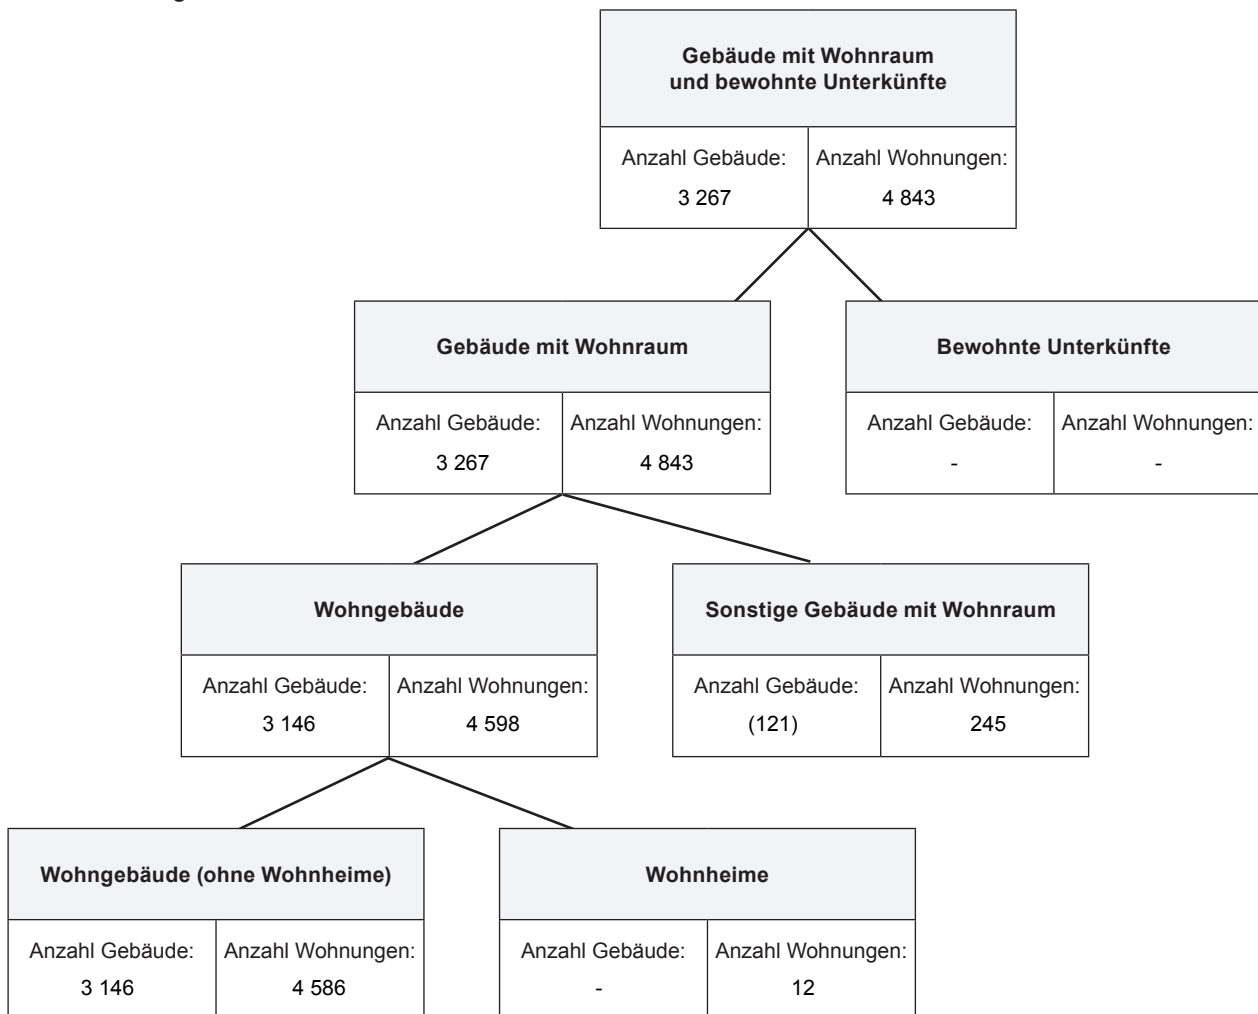 Gebäude mit Wohnraum
und bewohnte Unterkünfte
Anzahl Gebäude:
Anzahl Wohnungen:
3 267
4 843
Gebäude mit Wohnraum
Anzahl Gebäude:
Anzahl Wohnungen:
3 267
4 843
Bewohnte Unterkünfte
Anzahl Gebäude:
Anzahl Wohnungen:
-
-
Wohngebäude
Anzahl Gebäude:
Anzahl Wohnungen:
3 146
4 598
Sonstige Gebäude mit Wohnraum
Anzahl Gebäude:
Anzahl Wohnungen:
(121)
245
Wohngebäude (ohne Wohnheime)
Anzahl Gebäude:
Anzahl Wohnungen:
3 146
4 586
Wohnheime
Anzahl Gebäude:
Anzahl Wohnungen:
-
12